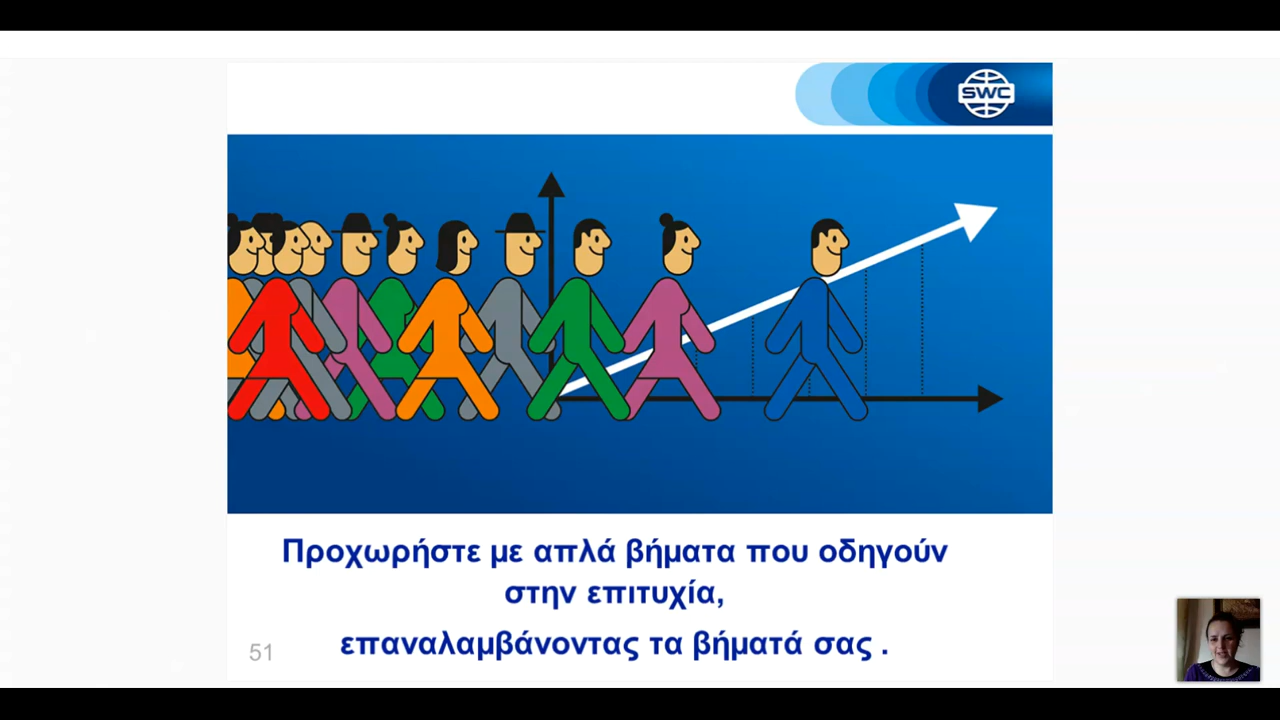 SWC
Προχωρήστε με απλά βήματα που οδηγούν
στην επιτυχία,
επαναλαμβάνοντας τα βήματά σας .
51